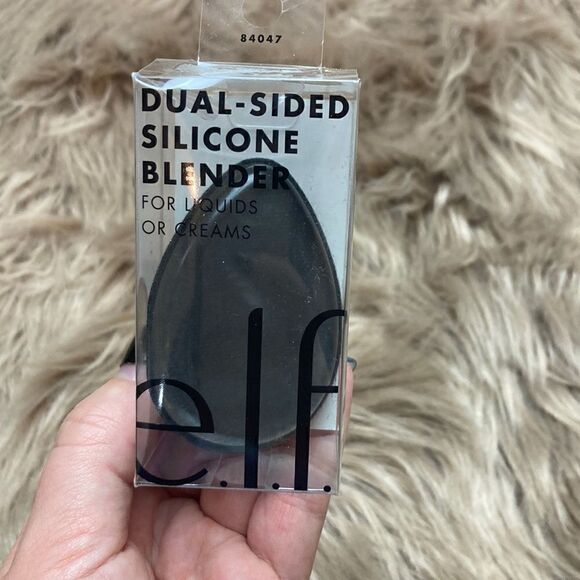 84047
DUAL-SIDED
SILICONE
BLENDER
FOR LIQUIDS
OR CREAMS
e.l.f.